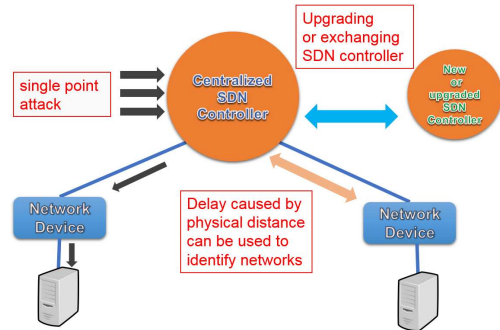 Upgrading
or exchanging
SDN controller
single point
attack
Centralized
SDN
Controller
New
or
upgraded
SDN
Controller
Network
Device
Delay caused by
physical distance
can be used to
identify networks
Network
Device